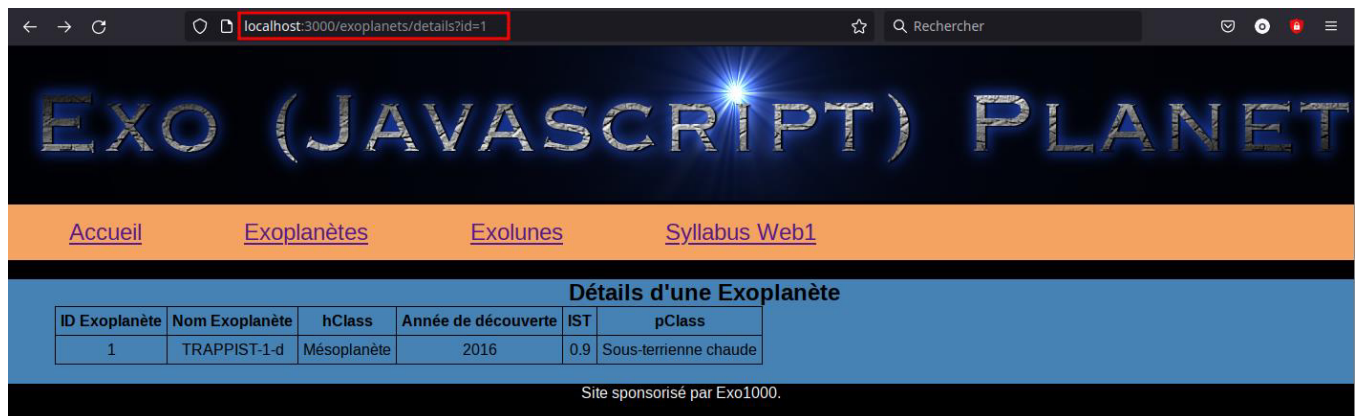 localhost:3000/exoplanets/details?id=1
Rechercher
Exo (Javascript) Planet
Accueil Exoplanètes Exolunes Syllabus Web1
Détails d'une Exoplanète
ID Exoplanète Nom Exoplanète hClass Année de découverte IST pClass
1 TRAPPIST-1-d Mésoplanète 2016 0.9 Sous-terrienne chaude
Site sponsorisé par Exo1000.